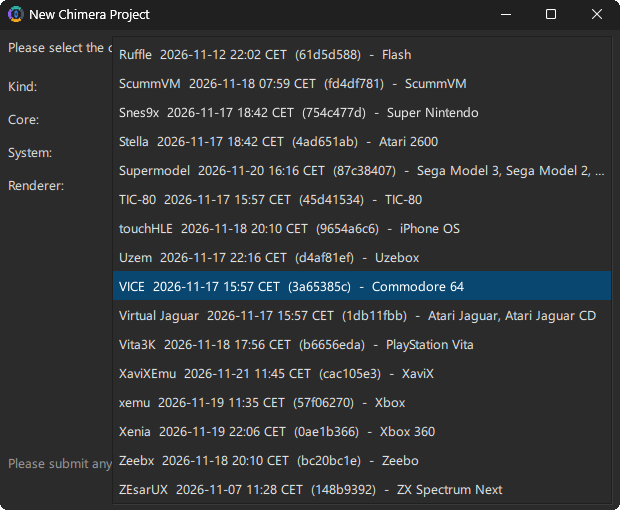 New Chimera Project
Please select the c
Kind:
Core:
System:
Renderer:
Please submit any
Ruffle 2026-11-12 22:02 CET (61d5d588) - Flash
ScummVM 2026-11-18 07:59 CET (fd4df781) - ScummVM
Snes9x 2026-11-17 18:42 CET (754c477d) - Super Nintendo
Stella 2026-11-17 18:42 CET (4ad651ab) - Atari 2600
Supermodel 2026-11-20 16:16 CET (87c38407) - Sega Model 3, Sega Model 2, ...
TIC-80 2026-11-17 15:57 CET (45d41534) - TIC-80
touchHLE 2026-11-18 20:10 CET (9654a6c6) - iPhone OS
Uzem 2026-11-17 22:16 CET (d4af81ef) - Uzebox
VICE 2026-11-17 15:57 CET (3a65385c) - Commodore 64
Virtual Jaguar 2026-11-17 15:57 CET (1db11fbb) - Atari Jaguar, Atari Jaguar CD
Vita3K 2026-11-18 17:56 CET (b6656eda) - PlayStation Vita
XaviXEmu 2026-11-21 11:45 CET (cac105e3) - XaviX
xemu 2026-11-19 11:35 CET (57f06270) - Xbox
Xenia 2026-11-19 22:06 CET (0ae1b366) - Xbox 360
Zeebx 2026-11-18 20:10 CET (bc20bc1e) - Zeebo
ZEsarUX 2026-11-07 11:28 CET (148b9392) - ZX Spectrum Next